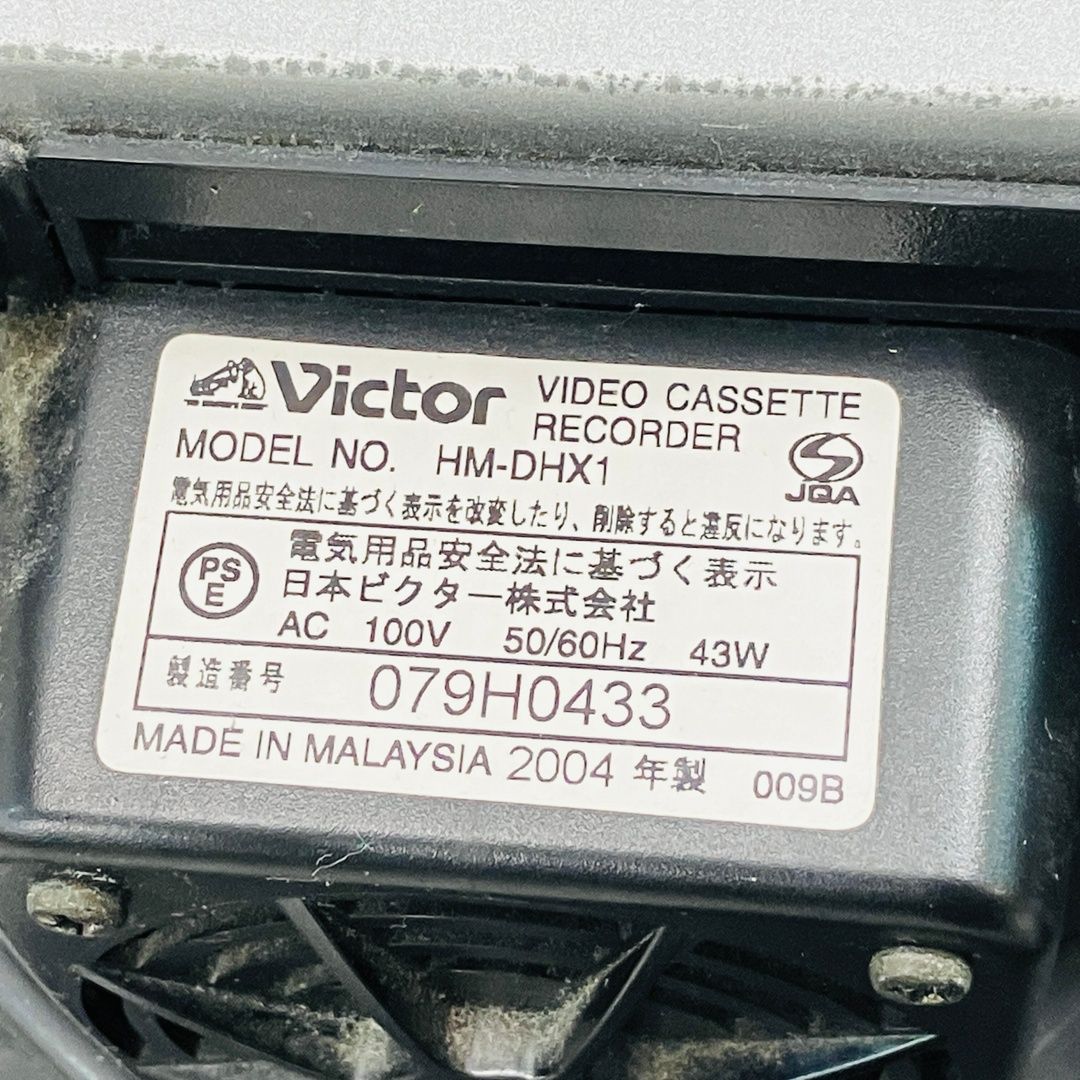 Victor VIDEO CASSETTE
RECORDER
MODEL NO. HM-DHX1
JQA
電気用品安全法に基づく表示を改変したり、削除すると違反になります。
PS
E
電気用品安全法に基づく表示
日本ビクター株式会社
AC 100V 50/60Hz 43W
製造番号 079H0433
MADE IN MALAYSIA 2004 年製 009B